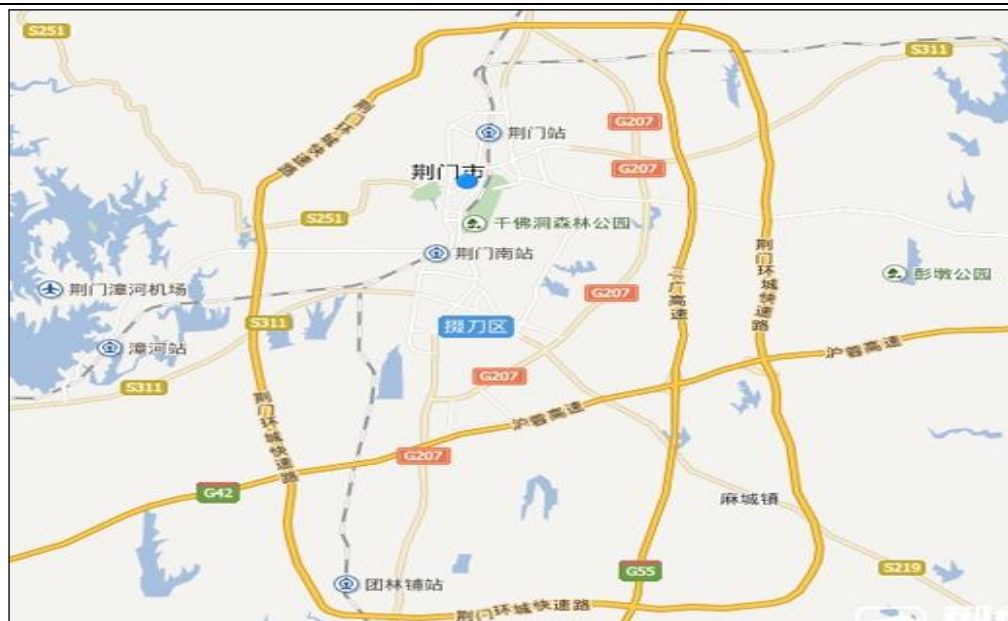 S251
S311
荆门环城快速路
G207
荆门站
荆门市
G207
S251
千佛洞森林公园
荆门南站
荆门环城快速路
彭墩公园
荆门漳河机场
G207
二广高速
S311
掇刀区
漳河站
沪蓉高速
S311
G207
荆门环城快速路
沪蓉高速
G207
G42
麻城镇
团林铺站
G55
S219
荆门环城快速路